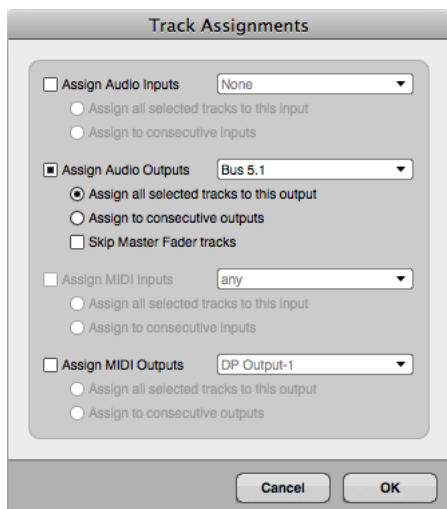 Track Assignments
Assign Audio Inputs None
Assign all selected tracks to this input
Assign to consecutive inputs
Assign Audio Outputs Bus 5.1
Assign all selected tracks to this output
Assign to consecutive outputs
Skip Master Fader tracks
Assign MIDI Inputs any
Assign all selected tracks to this input
Assign to consecutive inputs
Assign MIDI Outputs DP Output-1
Assign all selected tracks to this output
Assign to consecutive outputs
Cancel OK